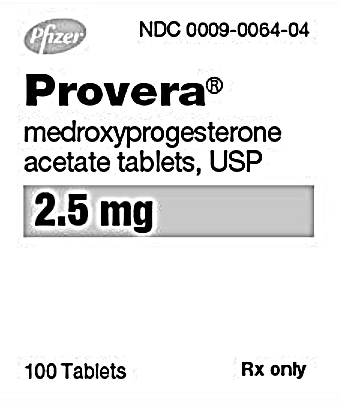 Pfizer
NDC 0009-0064-04
Provera®
medroxyprogesterone
acetate tablets, USP
2.5 mg
100 Tablets
Rx only